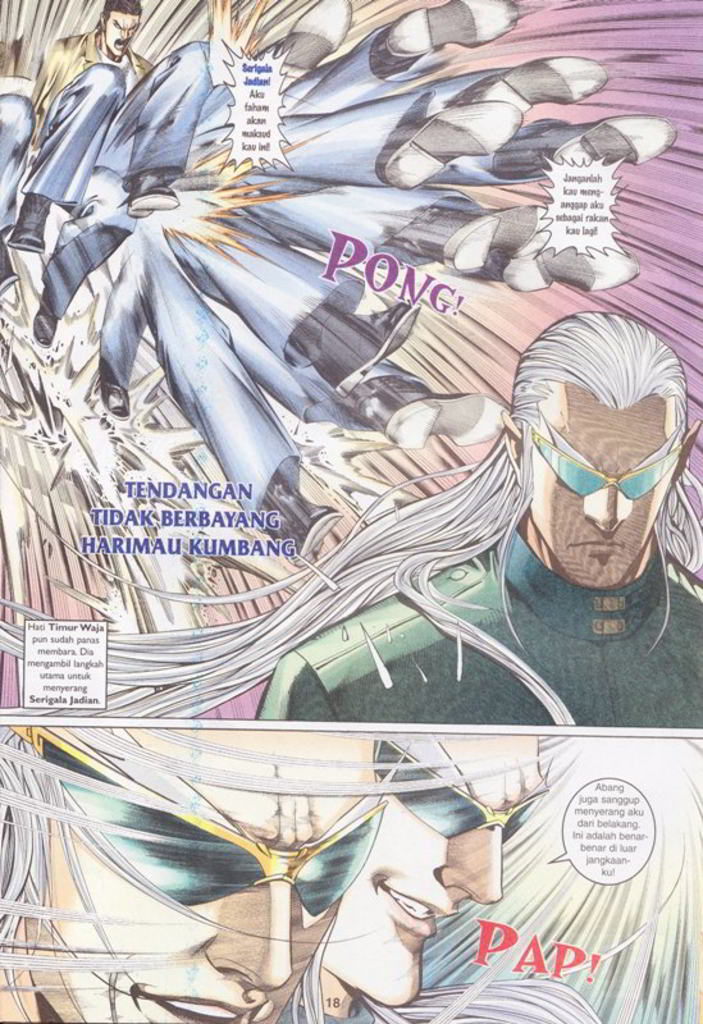 Serigala
Jadian!
Aku
faham
akan
maksud
kau ini!
Janganlah
kau meng-
anggap aku
sebagai rakan
kau lagi!
PONG!
TENDANGAN
TIDAK BERBAYANG
HARIMAU KUMBANG
Hati Timur Waja
pun sudah panas
membara. Dia
mengambil langkah
utama untuk
menyerang
Serigala Jadian.
Abang
juga sanggup
menyerang aku
dari belakang.
Ini adalah benar-
benar di luar
jangkaan-
ku!
PAP!
18